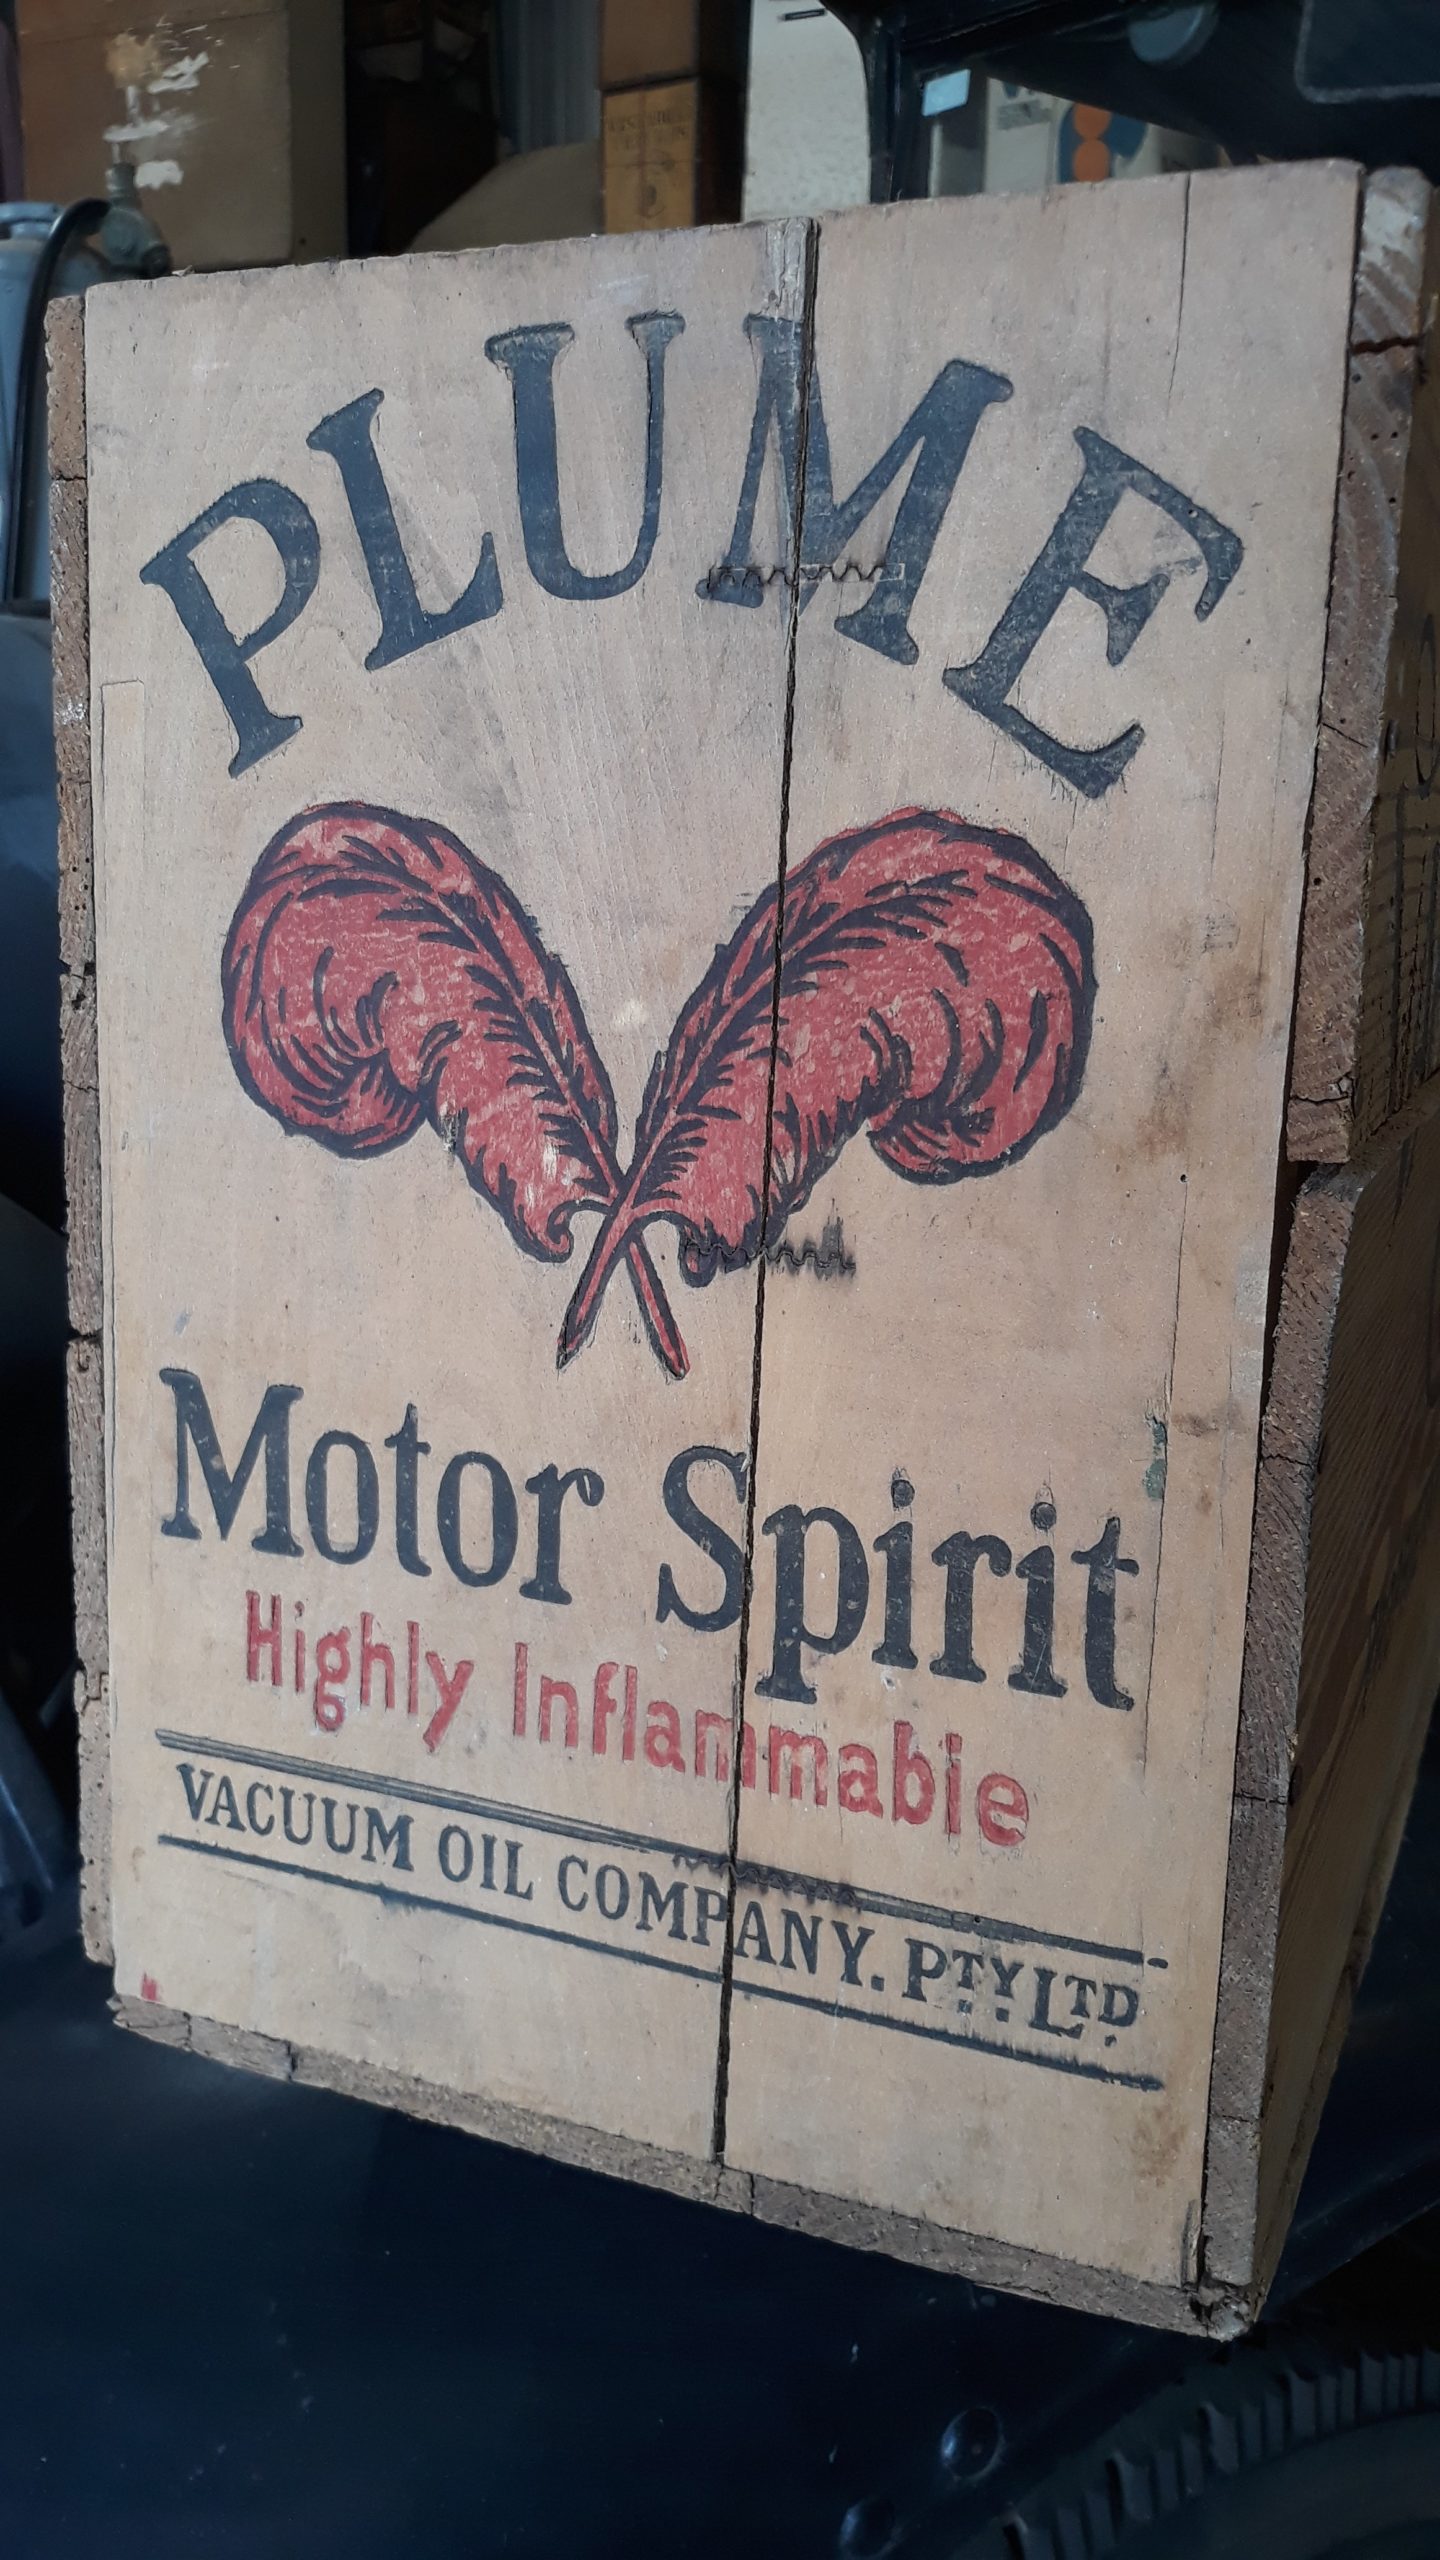 PLUME
Motor Spirit
Highly Inflammable
VACUUM OIL COMPANY. PTY. LTD.